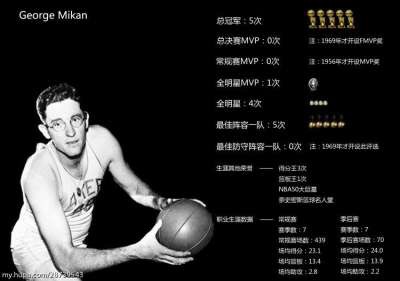 George Mikan
总冠军：5次
总决赛MVP：0次 注：1969年才开设FMVP奖
常规赛MVP：0次 注：1956年才开设MVP奖
全明星MVP：1次
全明星：4次
最佳阵容一队：5次
最佳防守阵容一队：0次 注：1969年才开设此评选
生涯其他荣誉 —— 得分王3次
篮板王1次
NBA50大巨星
奈史密斯篮球名人堂
职业生涯数据 —— 常规赛 季后赛
赛季数：7 赛季数：7
常规赛场数：439 季后赛场数：70
场均得分：23.1 场均得分：24.0
场均篮板：13.4 场均篮板：13.9
场均助攻：2.8 场均助攻：2.2